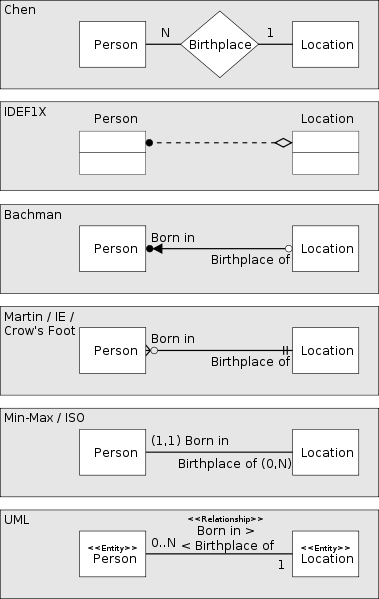 Chen
Person
N
Birthplace
1
Location
IDEF1X
Person
Location
Bachman
Person
Born in
Birthplace of
Location
Martin / IE /
Crow's Foot
Person
Born in
Birthplace of
Location
Min-Max / ISO
Person
(1,1) Born in
Birthplace of (0,N)
Location
UML
<<Entity>>
Person
<<Relationship>>
Born in >
0..N
< Birthplace of
1
<<Entity>>
Location